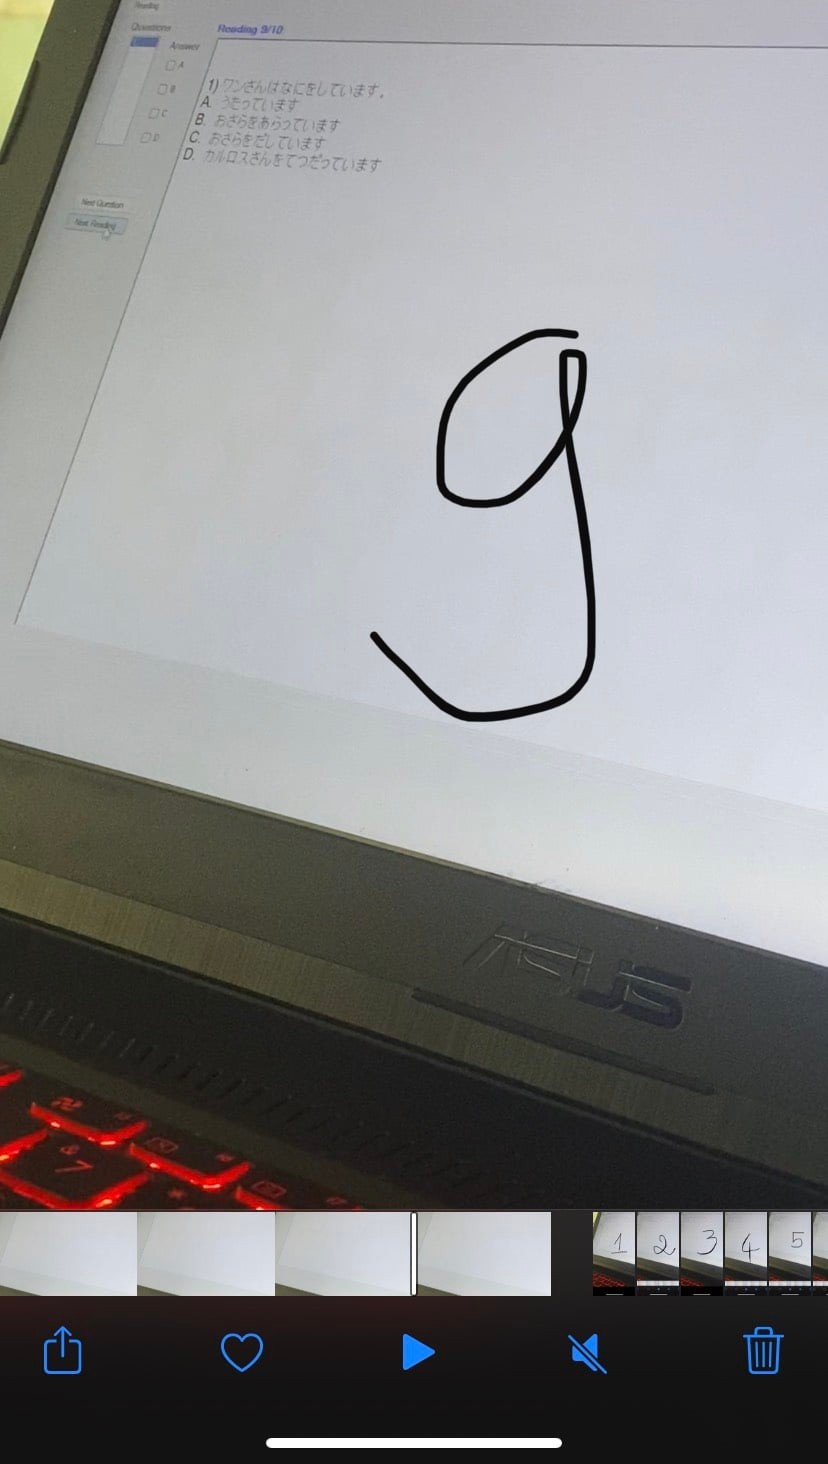 Reading
Questions
Reading 9/10
Answer
A
B
C
D
1) ワンさんはなにをしています。
A. うたっています
B. おさらをあらっています
C. おさらをだしています
D. カルロスさんをてつだっています
Next Question
Next Reading
9
ASUS
&
7
*
1 2 3 4 5